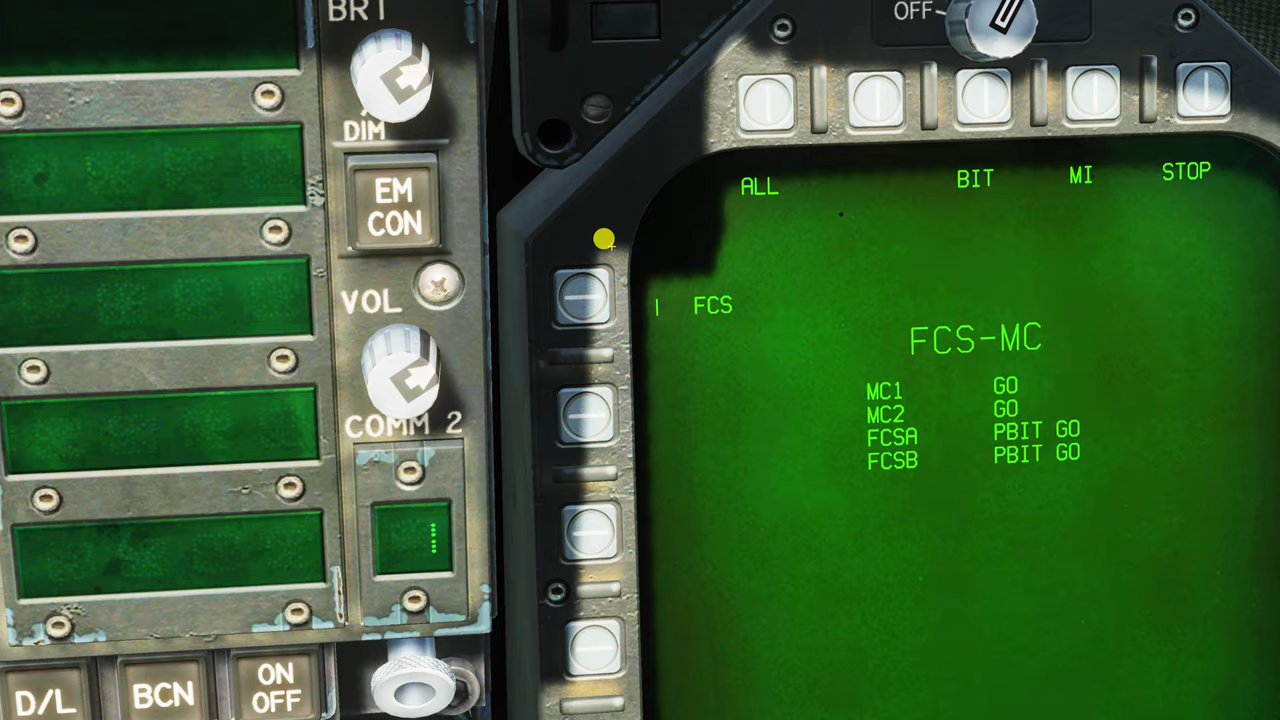 BRT
DIM
EM
CON
VOL
COMM 2
D/L
BCN
ON
OFF
OFF
ALL BIT MI STOP
FCS
FCS-MC
MC1 GO
MC2 GO
FCSA PBIT GO
FCSB PBIT GO